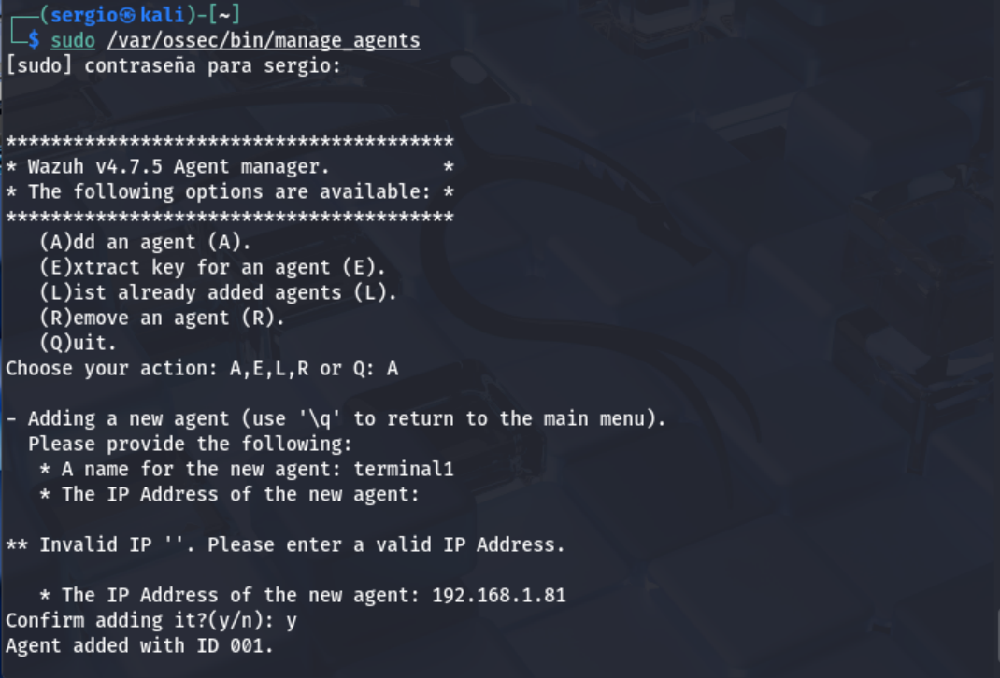 ┌──(sergio㉿kali)-[~]
└─$ sudo /var/ossec/bin/manage_agents
[sudo] contraseña para sergio:
****************************************
* Wazuh v4.7.5 Agent manager.          *
* The following options are available: *
****************************************
   (A)dd an agent (A).
   (E)xtract key for an agent (E).
   (L)ist already added agents (L).
   (R)emove an agent (R).
   (Q)uit.
Choose your action: A,E,L,R or Q: A
- Adding a new agent (use '\q' to return to the main menu).
  Please provide the following:
   * A name for the new agent: terminal1
   * The IP Address of the new agent:
** Invalid IP ''. Please enter a valid IP Address.
   * The IP Address of the new agent: 192.168.1.81
Confirm adding it?(y/n): y
Agent added with ID 001.